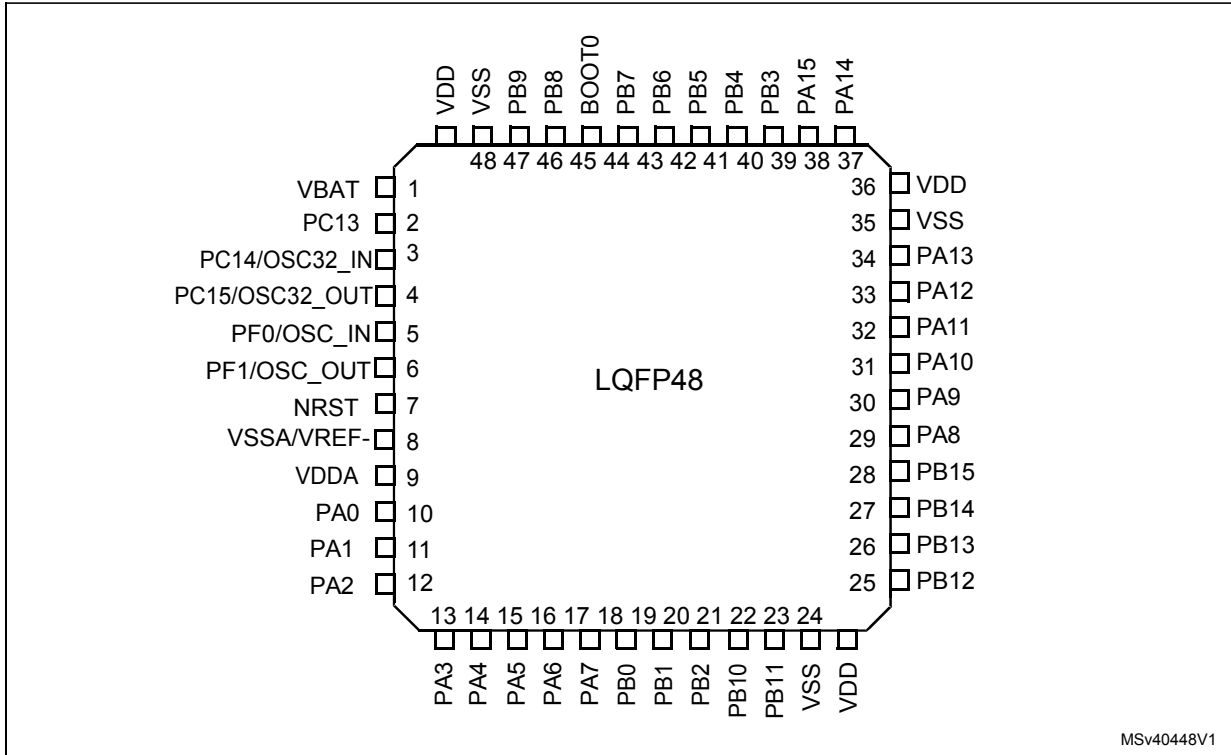 VDD
VSS
PB9
PB8
BOOT0
PB7
PB6
PB5
PB4
PB3
PA15
PA14
48 47 46 45 44 43 42 41 40 39 38 37
VBAT 1
PC13 2
PC14/OSC32_IN 3
PC15/OSC32_OUT 4
PF0/OSC_IN 5
PF1/OSC_OUT 6
NRST 7
VSSA/VREF- 8
VDDA 9
PA0 10
PA1 11
PA2 12
LQFP48
36 VDD
35 VSS
34 PA13
33 PA12
32 PA11
31 PA10
30 PA9
29 PA8
28 PB15
27 PB14
26 PB13
25 PB12
13 14 15 16 17 18 19 20 21 22 23 24
PA3
PA4
PA5
PA6
PA7
PB0
PB1
PB2
PB10
PB11
VSS
VDD
MSv40448V1